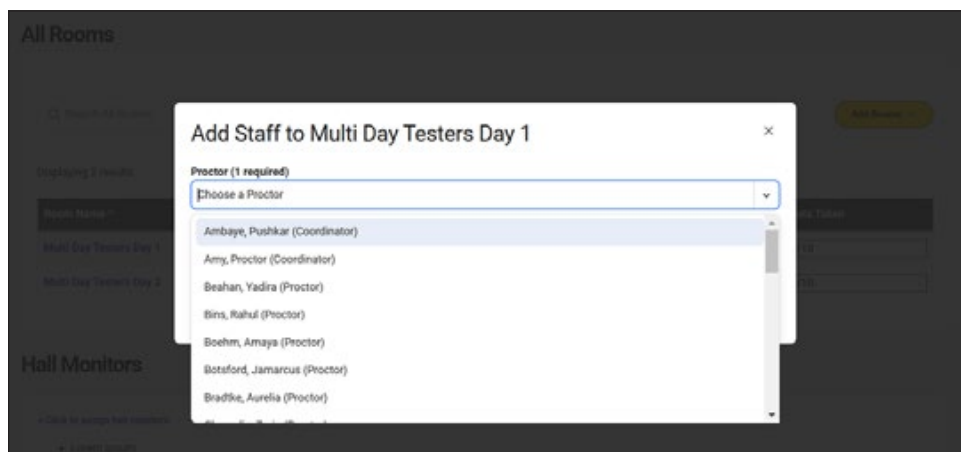 All Rooms
Add Staff to Multi Day Testers Day 1
Proctor (1 required)
Choose a Proctor
Ambaye, Pushkar (Coordinator)
Amy, Proctor (Coordinator)
Beahan, Yadira (Proctor)
Bins, Rahul (Proctor)
Boehm, Amaya (Proctor)
Botsford, Jamarcus (Proctor)
Bradtke, Aurelia (Proctor)
Room Name
Multi Day Testers Day 1
Multi Day Testers Day 2
Hall Monitors